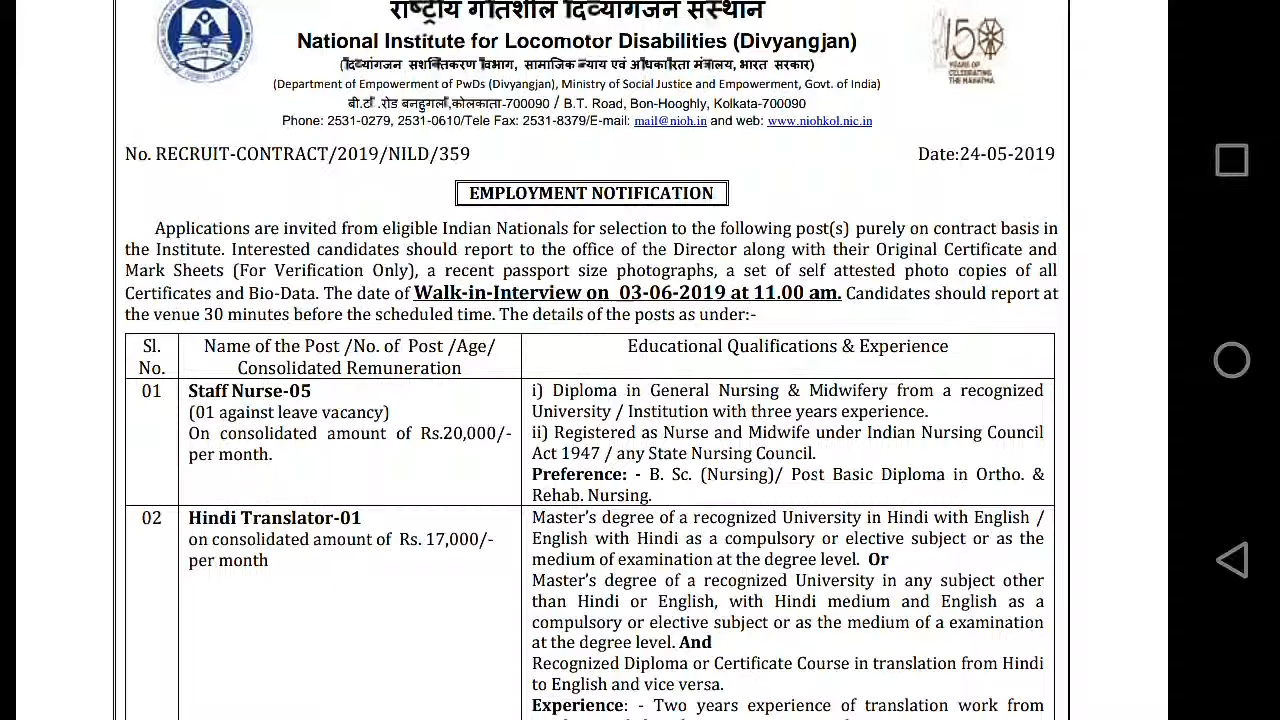 राष्ट्रीय गतिशील दिव्यांगजन संस्थान
150
YEARS OF
CELEBRATING
THE MAHATMA
National Institute for Locomotor Disabilities (Divyangjan)
(दिव्यांगजन सशक्तिकरण विभाग, सामाजिक न्याय एवं अधिकारिता मंत्रालय, भारत सरकार)
(Department of Empowerment of PwDs (Divyangjan), Ministry of Social Justice and Empowerment, Govt. of India)
बी.टी .रोड बनहुगली,कोलकाता-700090 / B.T. Road, Bon-Hooghly, Kolkata-700090
Phone: 2531-0279, 2531-0610/Tele Fax: 2531-8379/E-mail: mail@nioh.in and web: www.niohkol.nic.in
No. RECRUIT-CONTRACT/2019/NILD/359 Date:24-05-2019
EMPLOYMENT NOTIFICATION
Applications are invited from eligible Indian Nationals for selection to the following post(s) purely on contract basis in
the Institute. Interested candidates should report to the office of the Director along with their Original Certificate and
Mark Sheets (For Verification Only), a recent passport size photographs, a set of self attested photo copies of all
Certificates and Bio-Data. The date of Walk-in-Interview on 03-06-2019 at 11.00 am. Candidates should report at
the venue 30 minutes before the scheduled time. The details of the posts as under:-
Sl.
No.
Name of the Post /No. of Post /Age/
Consolidated Remuneration
Educational Qualifications & Experience
01
Staff Nurse-05
(01 against leave vacancy)
On consolidated amount of Rs.20,000/-
per month.
i) Diploma in General Nursing & Midwifery from a recognized
University / Institution with three years experience.
ii) Registered as Nurse and Midwife under Indian Nursing Council
Act 1947 / any State Nursing Council.
Preference: - B. Sc. (Nursing)/ Post Basic Diploma in Ortho. &
Rehab. Nursing.
02
Hindi Translator-01
on consolidated amount of Rs. 17,000/-
per month
Master's degree of a recognized University in Hindi with English /
English with Hindi as a compulsory or elective subject or as the
medium of examination at the degree level. Or
Master's degree of a recognized University in any subject other
than Hindi or English, with Hindi medium and English as a
compulsory or elective subject or as the medium of a examination
at the degree level. And
Recognized Diploma or Certificate Course in translation from Hindi
to English and vice versa.
Experience: - Two years experience of translation work from